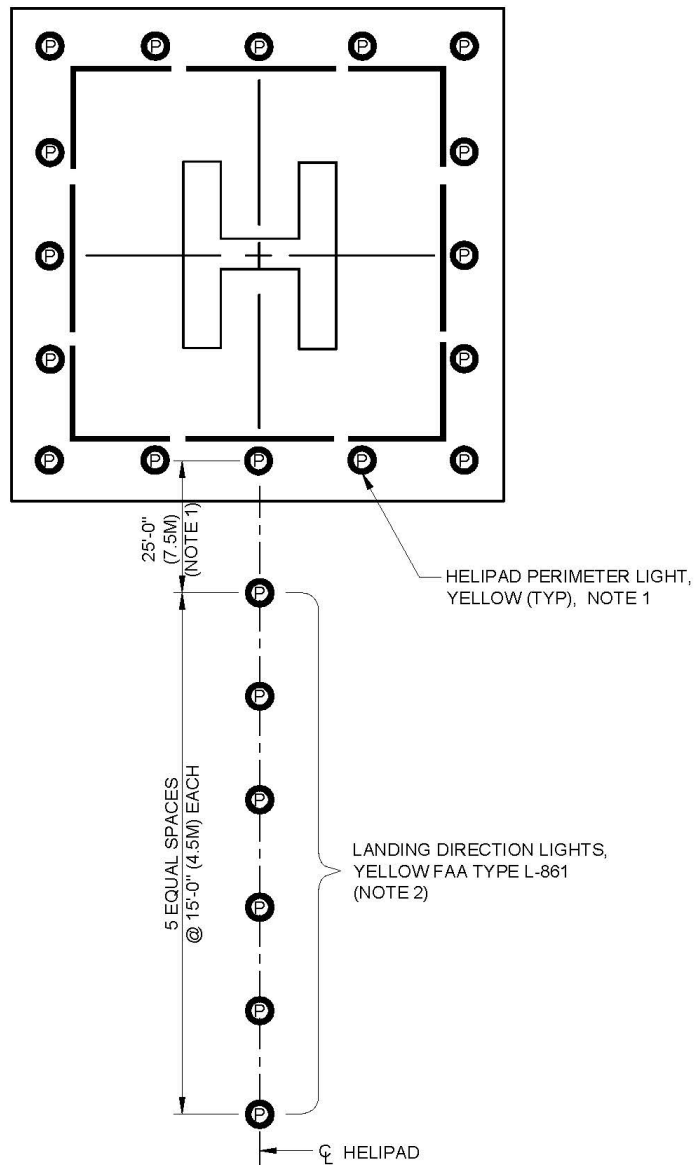 P P P P P
P P
H
P P
P P
P P P P P
25'-0"
(7.5M)
(NOTE 1)
HELIPAD PERIMETER LIGHT,
YELLOW (TYP), NOTE 1
P
P
P
P
P
P
5 EQUAL SPACES
@ 15'-0" (4.5M) EACH
LANDING DIRECTION LIGHTS,
YELLOW FAA TYPE L-861
(NOTE 2)
℄ HELIPAD